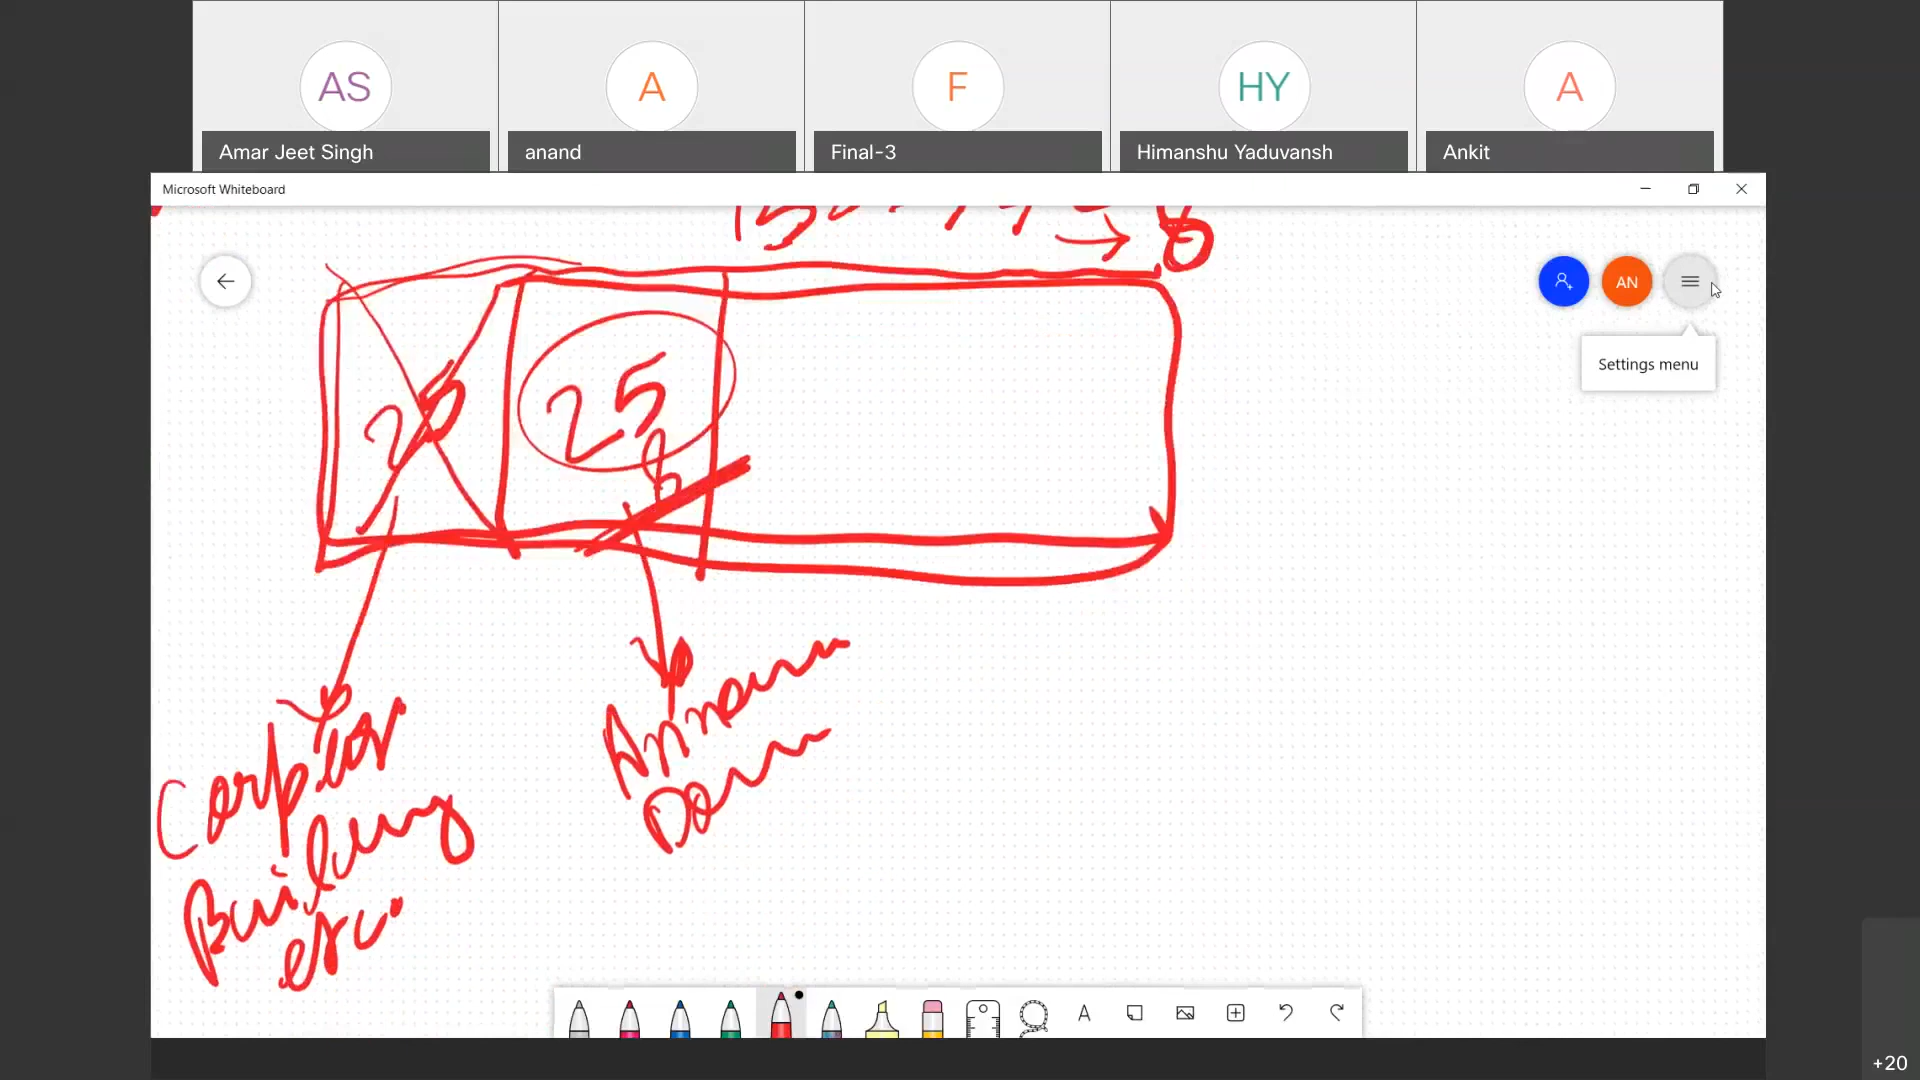 AS
A
F
HY
A
Amar Jeet Singh
anand
Final-3
Himanshu Yaduvansh
Ankit
Microsoft Whiteboard
AN
Settings menu
25
25
8
Building
etc
A
+20